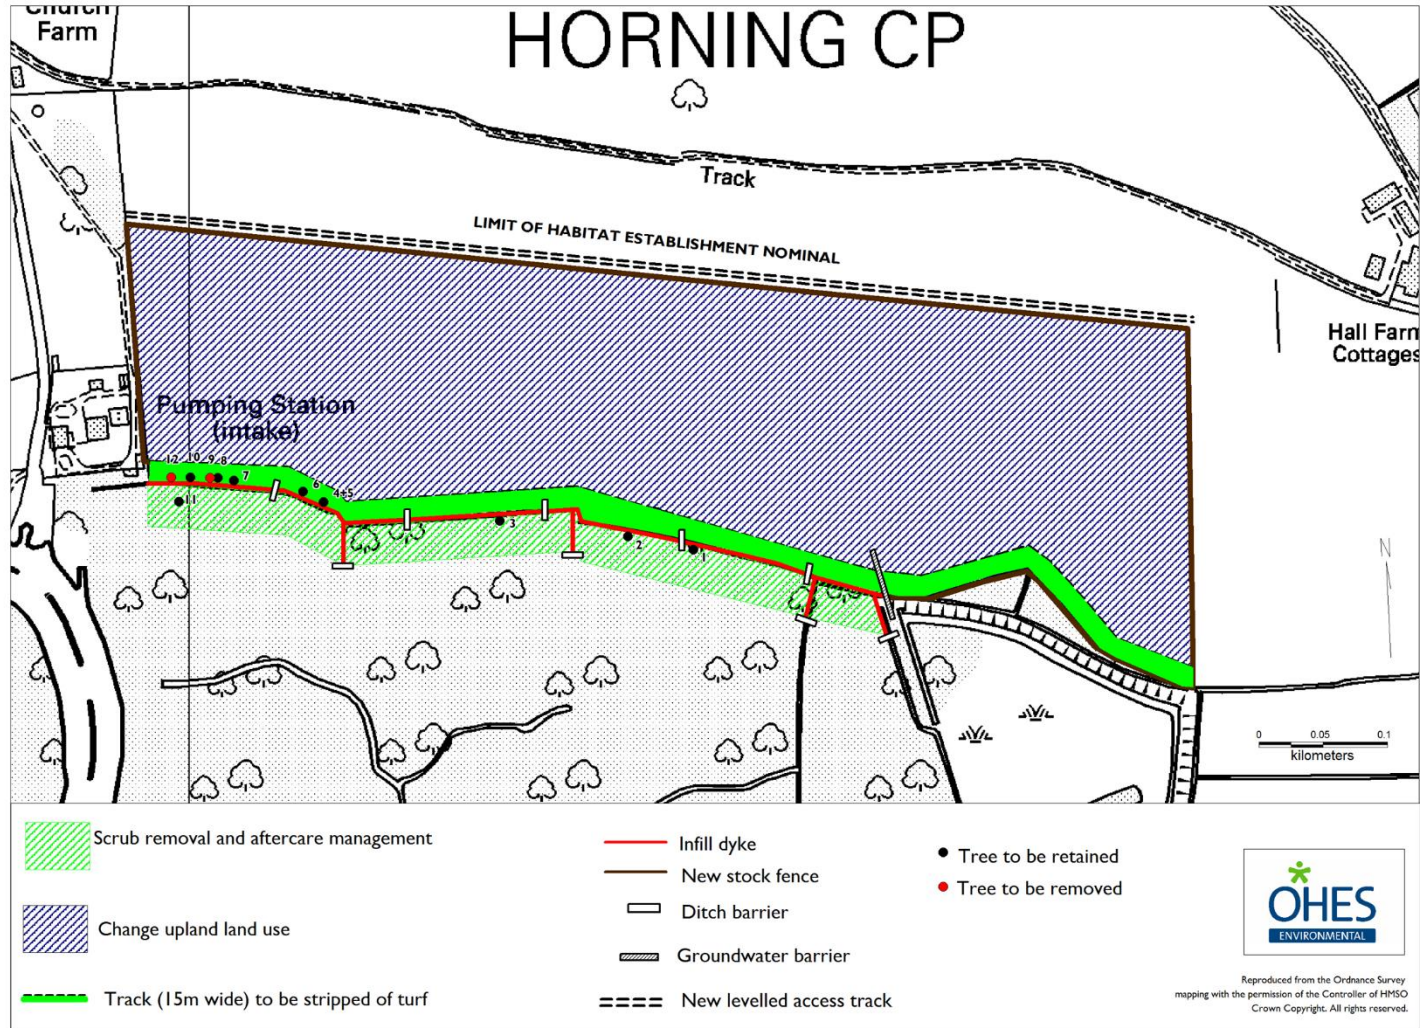 Church
Farm
HORNING CP
Track
LIMIT OF HABITAT ESTABLISHMENT NOMINAL
Hall Farm
Cottages
Pumping Station
(intake)
12 10 9 8
7
6
4+5
11
3
2
1
N
0 0.05 0.1
kilometers
Scrub removal and aftercare management
Change upland land use
Track (15m wide) to be stripped of turf
Infill dyke
New stock fence
Ditch barrier
Groundwater barrier
New levelled access track
Tree to be retained
Tree to be removed
OHES
ENVIRONMENTAL
Reproduced from the Ordnance Survey
mapping with the permission of the Controller of HMSO
Crown Copyright. All rights reserved.